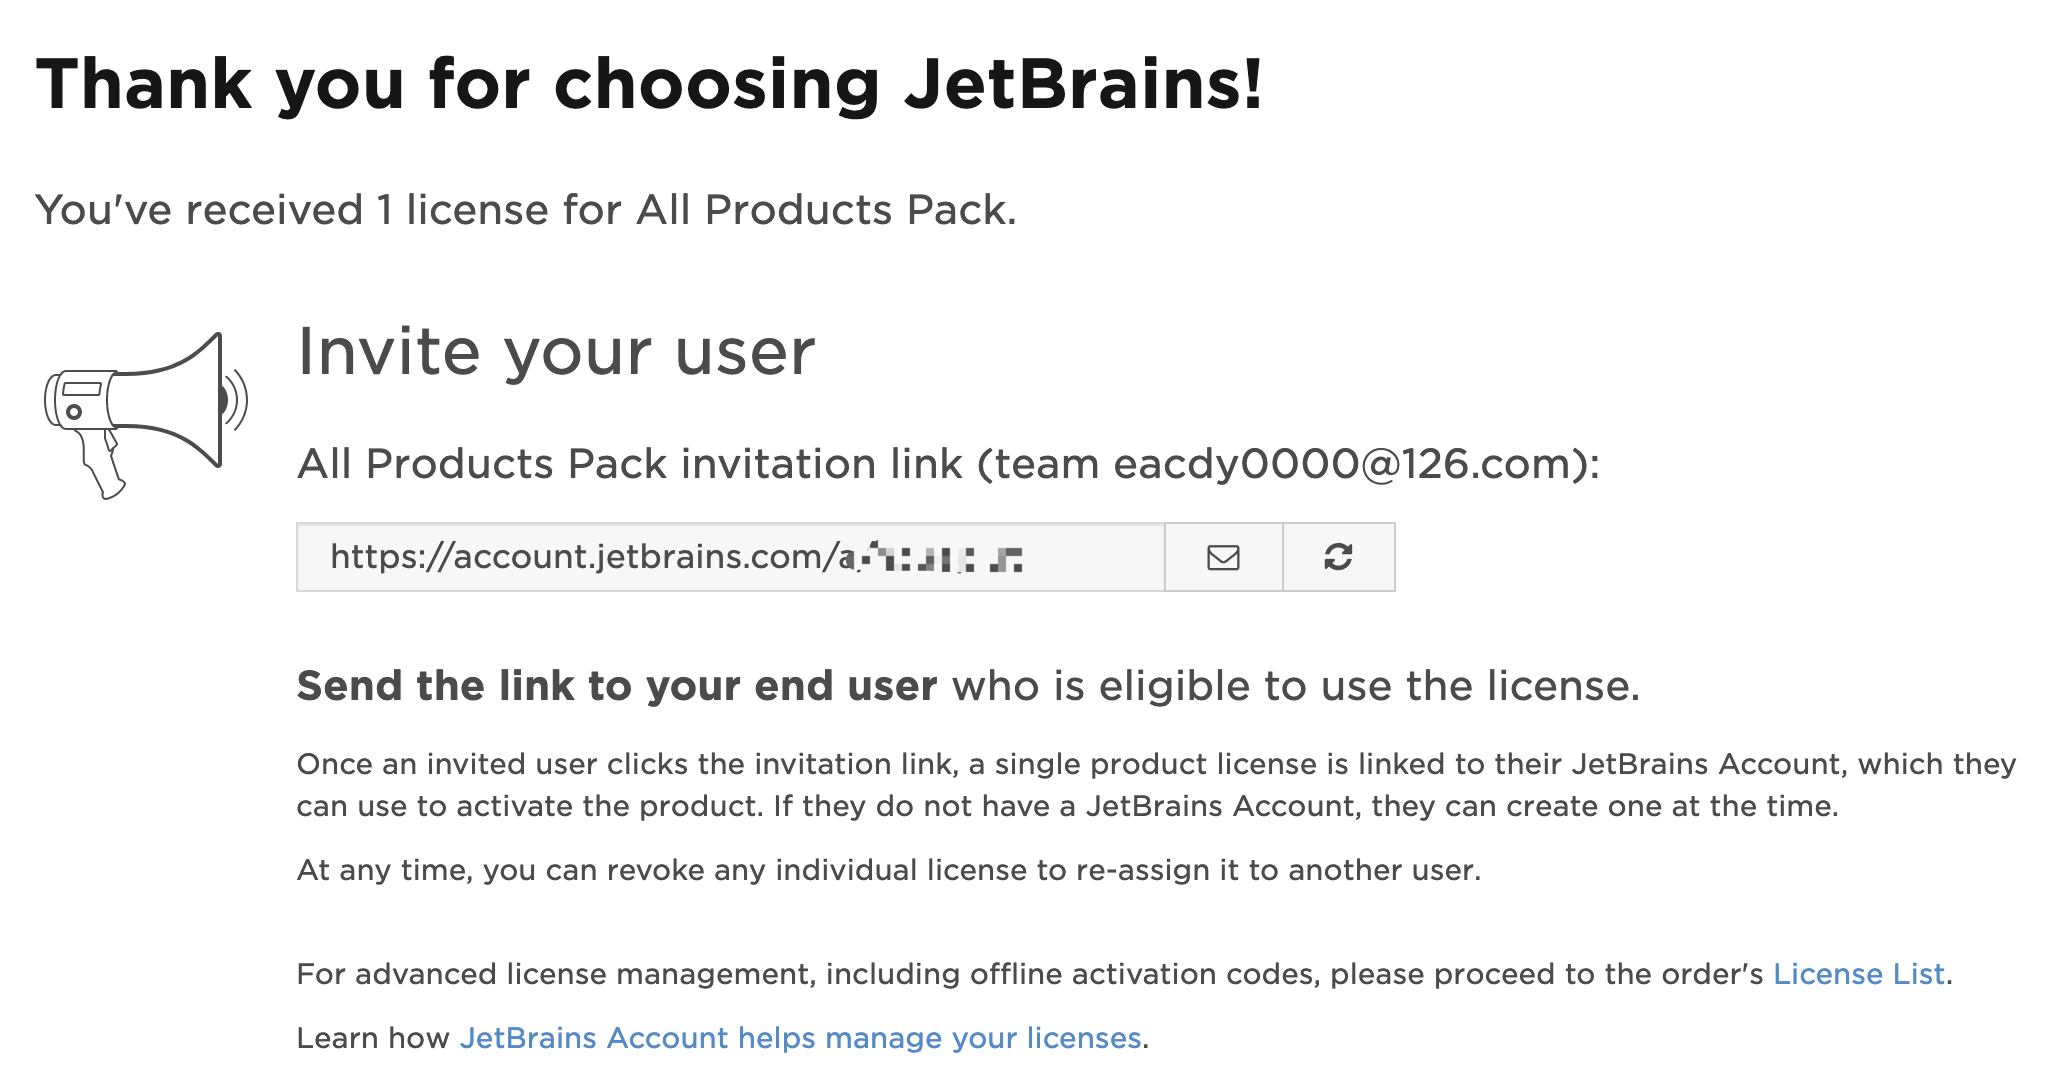 Thank you for choosing JetBrains!
You've received 1 license for All Products Pack.
Invite your user
All Products Pack invitation link (team eacdy0000@126.com):
https://account.jetbrains.com/a
Send the link to your end user who is eligible to use the license.
Once an invited user clicks the invitation link, a single product license is linked to their JetBrains Account, which they
can use to activate the product. If they do not have a JetBrains Account, they can create one at the time.
At any time, you can revoke any individual license to re-assign it to another user.
For advanced license management, including offline activation codes, please proceed to the order's License List.
Learn how JetBrains Account helps manage your licenses.